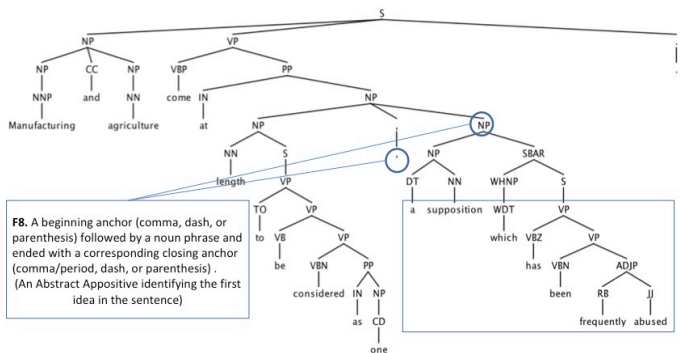 S
NP VP
NP CC NP VBP PP
NNP and NN come IN NP
Manufacturing agriculture at NP , NP
NN S , NP SBAR
length VP DT NN WHNP S
TO VP a supposition WDT VP
to VB VP which VBZ VP
be VBN PP has VBN ADJP
considered IN NP been RB JJ
as CD frequently abused
one
F8. A beginning anchor (comma, dash, or
parenthesis) followed by a noun phrase and
ended with a corresponding closing anchor
(comma/period, dash, or parenthesis) .
(An Abstract Appositive identifying the first
idea in the sentence)